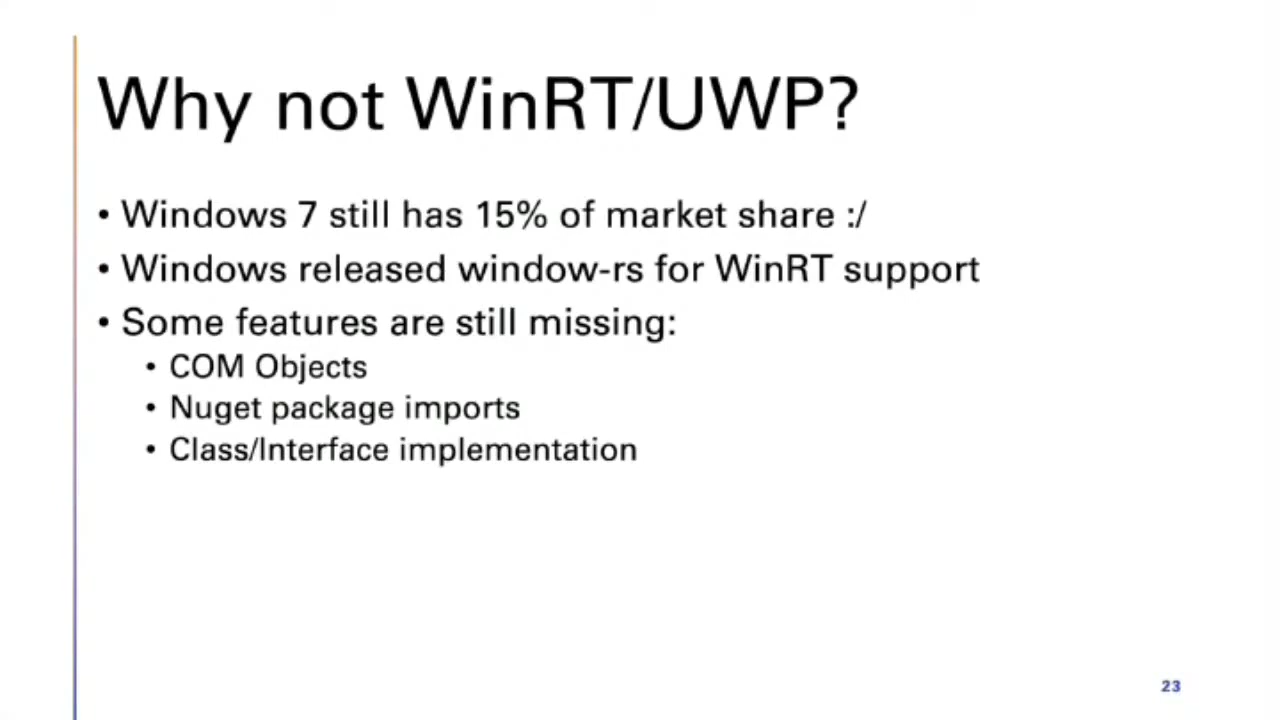 Why not WinRT/UWP?
• Windows 7 still has 15% of market share :/
• Windows released window-rs for WinRT support
• Some features are still missing:
• COM Objects
• Nuget package imports
• Class/Interface implementation
23